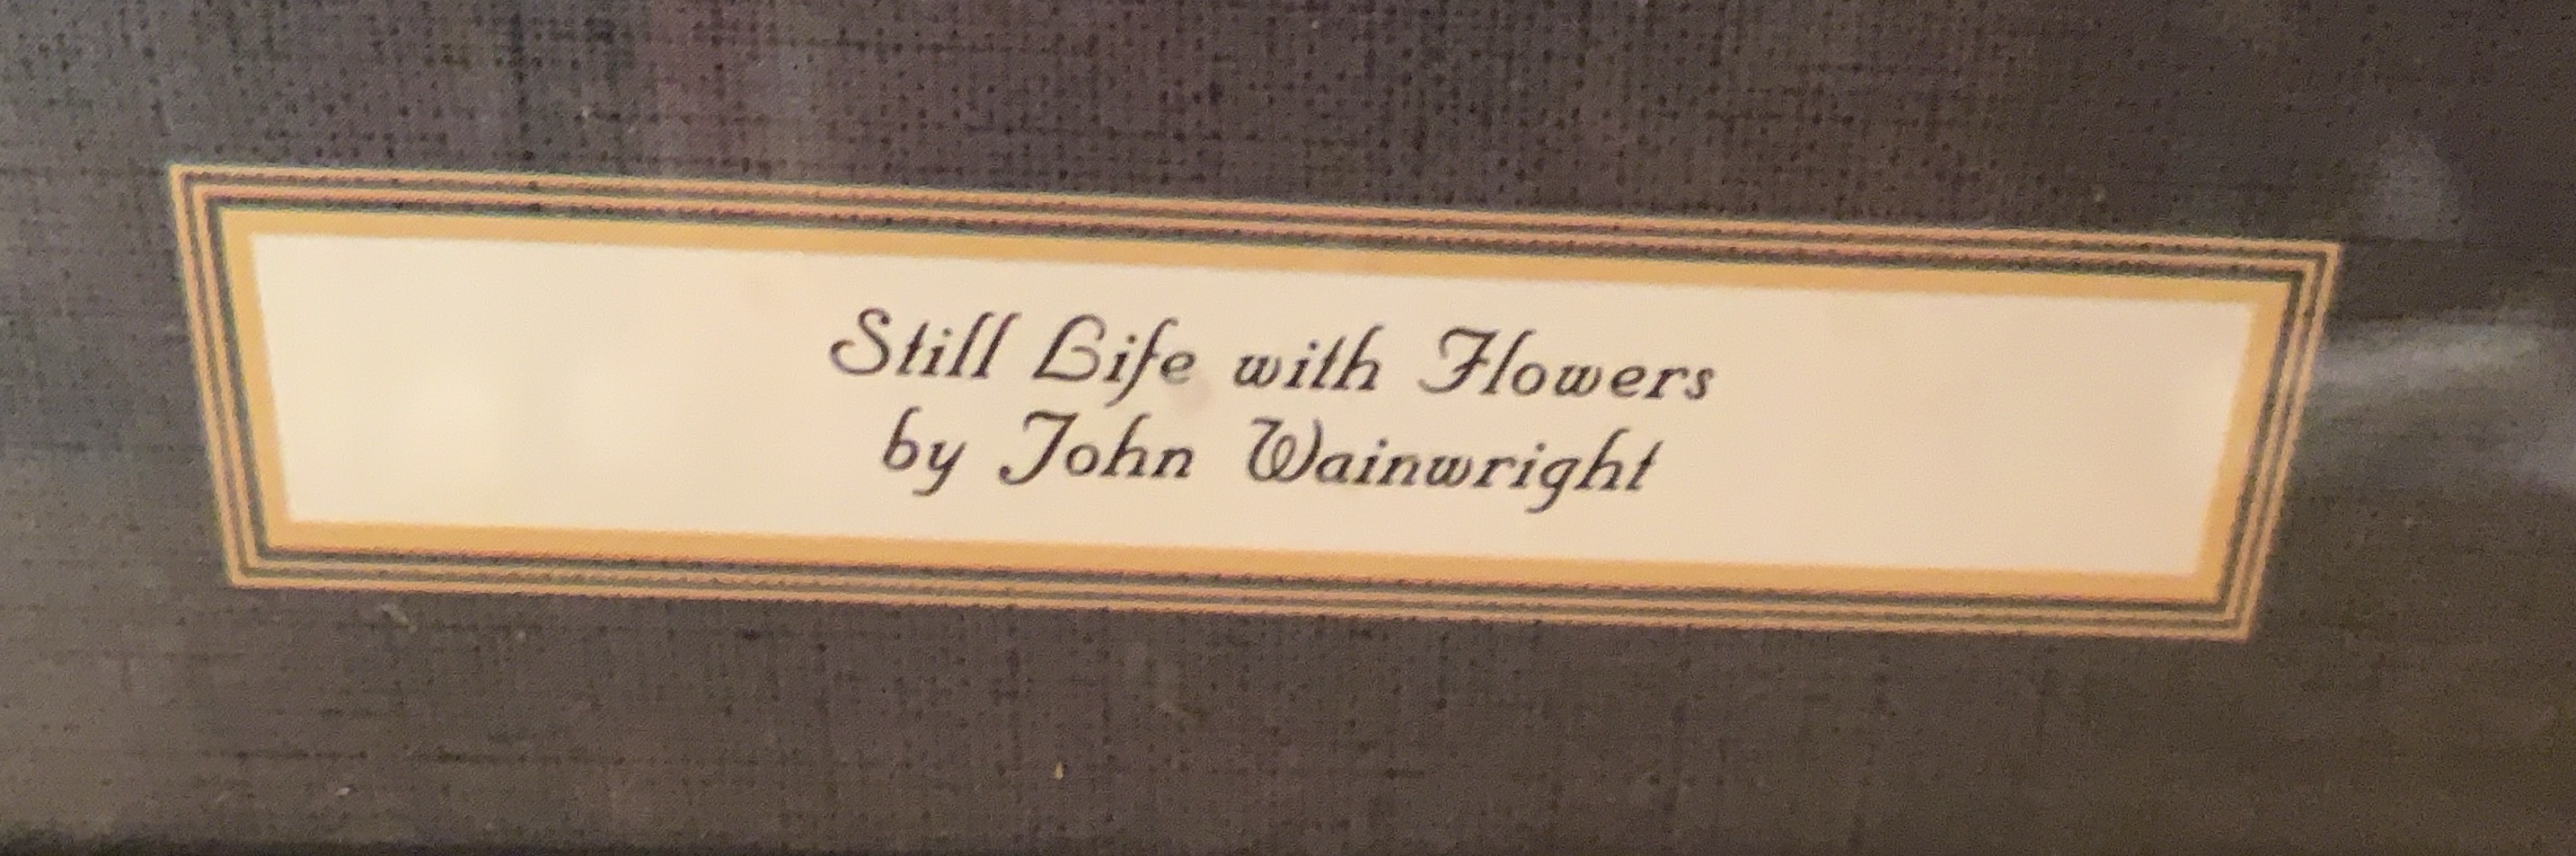 Still Life with Flowers
by John Wainwright